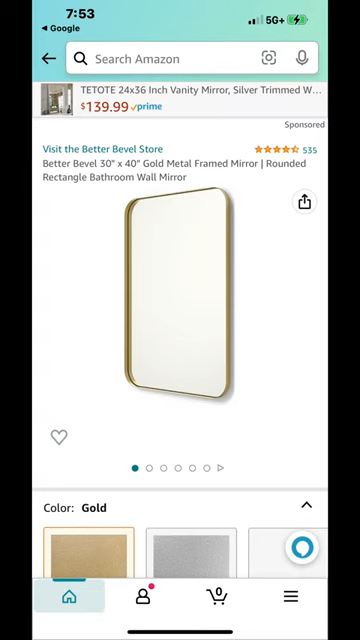 7:53
5G+
Google
Search Amazon
TETOTE 24x36 Inch Vanity Mirror, Silver Trimmed W...
$139.99 prime
Sponsored
Visit the Better Bevel Store
535
Better Bevel 30" x 40" Gold Metal Framed Mirror | Rounded
Rectangle Bathroom Wall Mirror
Color: Gold
0